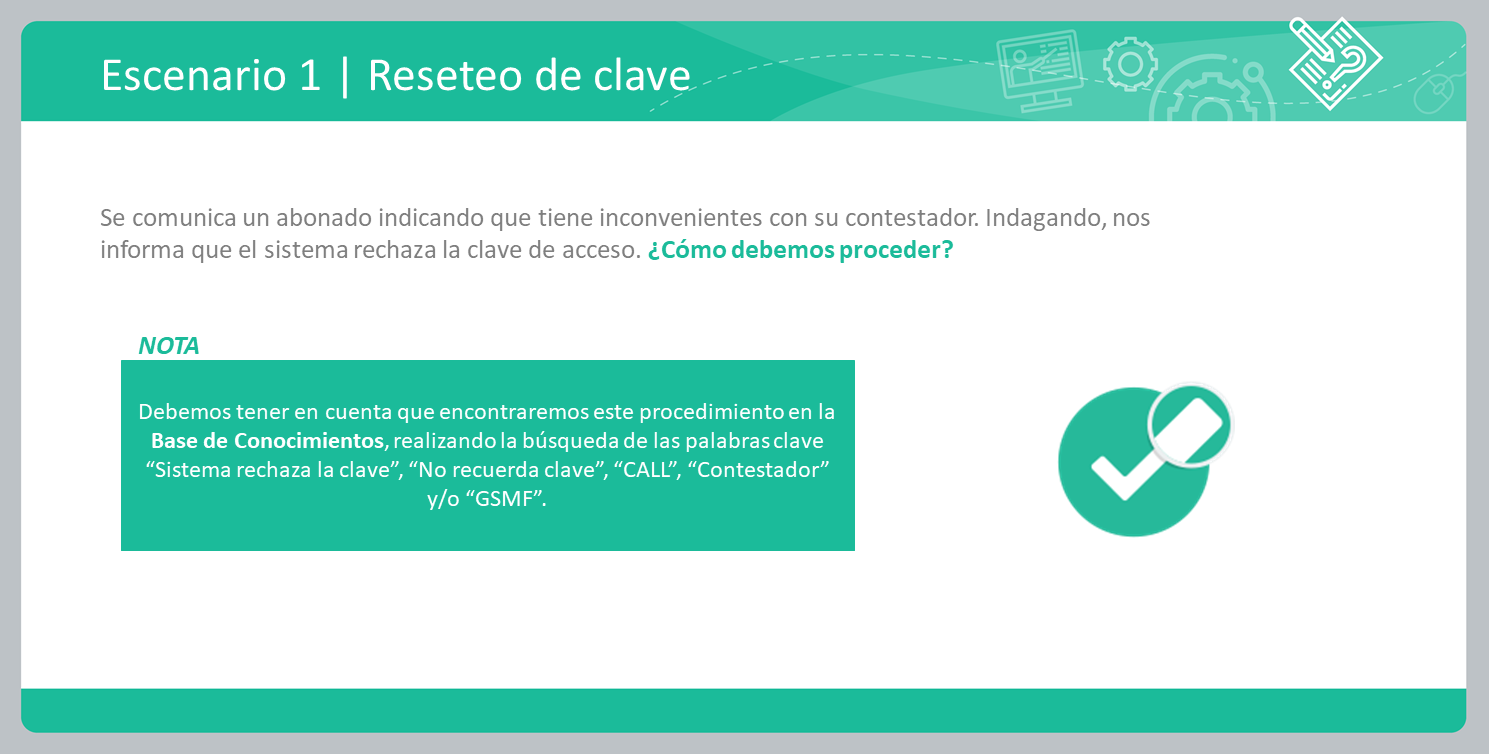 Escenario 1 | Reseteo de clave
Se comunica un abonado indicando que tiene inconvenientes con su contestador. Indagando, nos
informa que el sistema rechaza la clave de acceso. ¿Cómo debemos proceder?
NOTA
Debemos tener en cuenta que encontraremos este procedimiento en la
Base de Conocimientos, realizando la búsqueda de las palabras clave
“Sistema rechaza la clave”, “No recuerda clave”, “CALL”, “Contestador”
y/o “GSMF”.